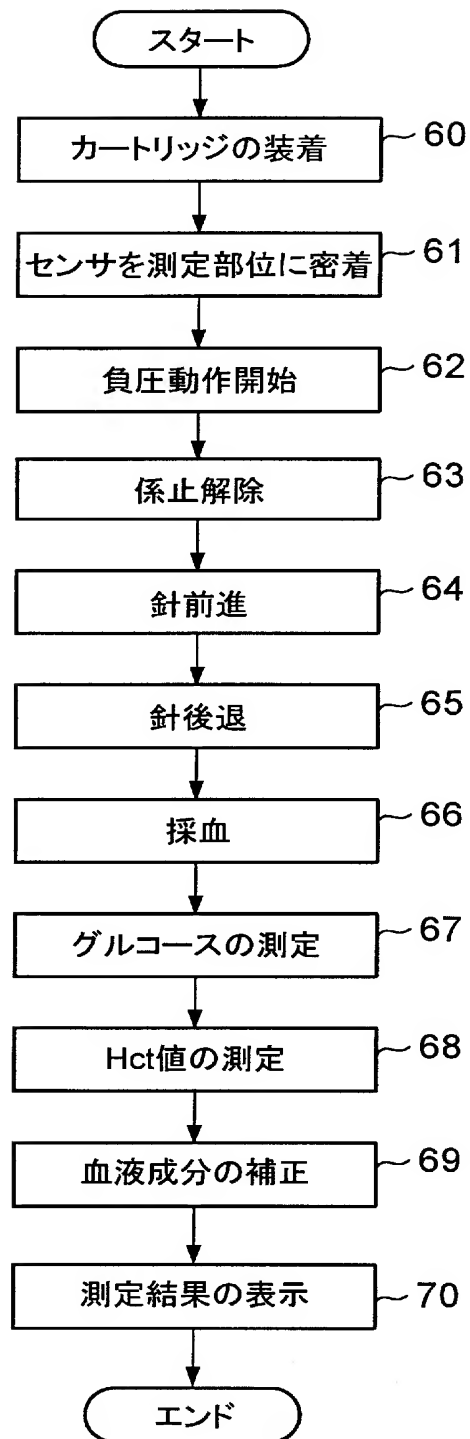 スタート
カートリッジの装着 60
センサを測定部位に密着 61
負圧動作開始 62
係止解除 63
針前進 64
針後退 65
採血 66
グルコースの測定 67
Hct値の測定 68
血液成分の補正 69
測定結果の表示 70
エンド